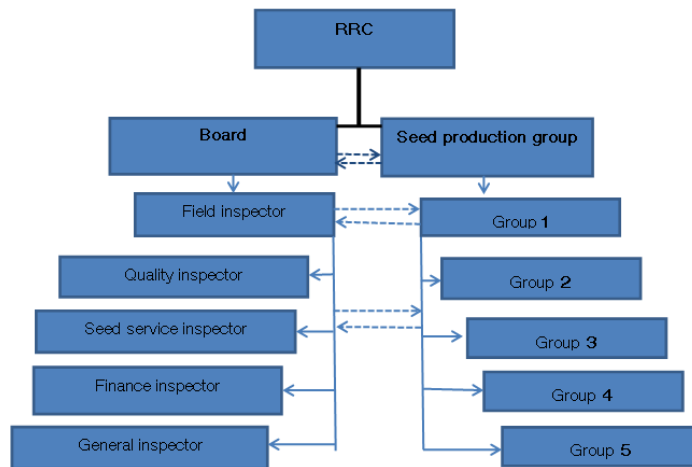 RRC
Board
Seed production group
Field inspector
Group 1
Quality inspector
Group 2
Seed service inspector
Group 3
Finance inspector
Group 4
General inspector
Group 5